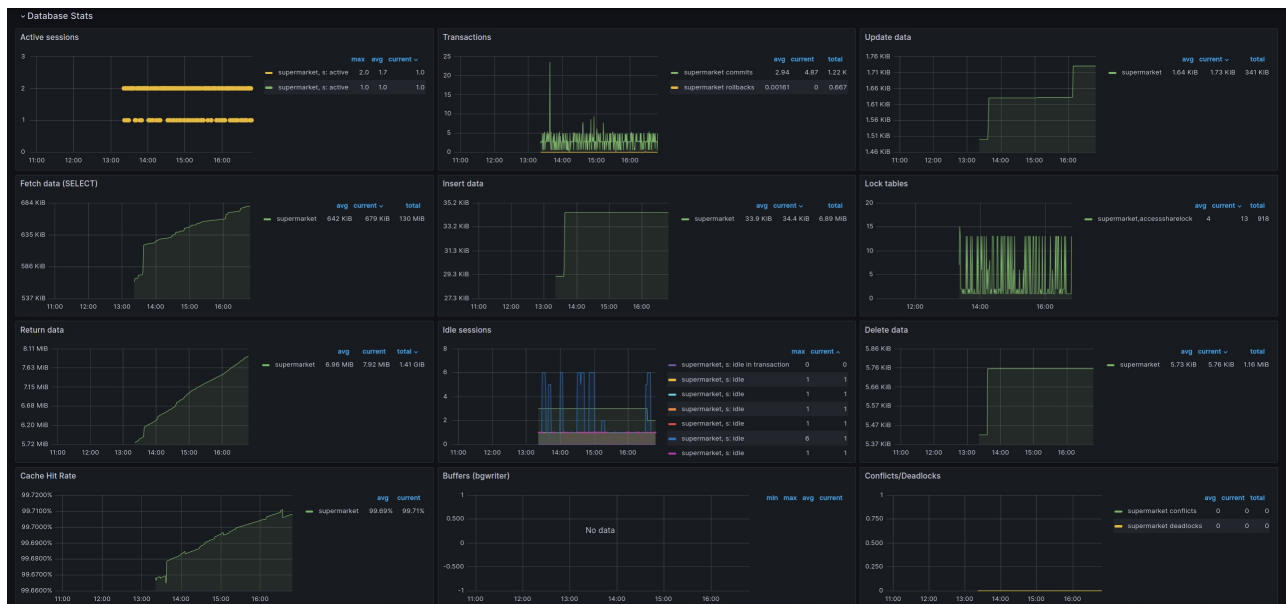 Database Stats
Active sessions
3
2
1
0
11:00 12:00 13:00 14:00 15:00 16:00
max avg current
supermarket, s: active 2.0 1.7 1.0
supermarket, s: active 1.0 1.0 1.0
Transactions
25
20
15
10
5
0
11:00 12:00 13:00 14:00 15:00 16:00
avg current total
supermarket commits 2.94 4.87 1.22 K
supermarket rollbacks 0.00161 0 0.667
Update data
1.76 KiB
1.71 KiB
1.66 KiB
1.61 KiB
1.56 KiB
1.51 KiB
1.46 KiB
11:00 12:00 13:00 14:00 15:00 16:00
avg current total
supermarket 1.64 KiB 1.73 KiB 341 KiB
Fetch data (SELECT)
684 KiB
635 KiB
586 KiB
537 KiB
11:00 12:00 13:00 14:00 15:00 16:00
avg current total
supermarket 642 KiB 679 KiB 130 MiB
Insert data
35.2 KiB
33.2 KiB
31.3 KiB
29.3 KiB
27.3 KiB
11:00 12:00 13:00 14:00 15:00 16:00
avg current total
supermarket 33.9 KiB 34.4 KiB 6.89 MiB
Lock tables
20
15
10
5
0
12:00 14:00 16:00
avg current total
supermarket,accesssharelock 4 13 918
Return data
8.11 MiB
7.63 MiB
7.15 MiB
6.68 MiB
6.20 MiB
5.72 MiB
11:00 12:00 13:00 14:00 15:00 16:00
avg current total
supermarket 6.96 MiB 7.92 MiB 1.41 GiB
Idle sessions
8
6
4
2
0
11:00 12:00 13:00 14:00 15:00 16:00
max current
supermarket, s: idle in transaction 0 0
supermarket, s: idle 1 1
supermarket, s: idle 1 1
supermarket, s: idle 1 1
supermarket, s: idle 1 1
supermarket, s: idle 6 1
supermarket, s: idle 1 1
Delete data
5.86 KiB
5.76 KiB
5.66 KiB
5.57 KiB
5.47 KiB
5.37 KiB
11:00 12:00 13:00 14:00 15:00 16:00
avg current total
supermarket 5.73 KiB 5.76 KiB 1.16 MiB
Cache Hit Rate
99.7200%
99.7100%
99.7000%
99.6900%
99.6800%
99.6700%
99.6600%
11:00 12:00 13:00 14:00 15:00 16:00
avg current
supermarket 99.69% 99.71%
Buffers (bgwriter)
1
0.500
0
-0.500
-1
No data
11:00 12:00 13:00 14:00 15:00 16:00
min max avg current
Conflicts/Deadlocks
1
0.750
0.500
0.250
0
11:00 12:00 13:00 14:00 15:00 16:00
avg current total
supermarket conflicts 0 0 0
supermarket deadlocks 0 0 0